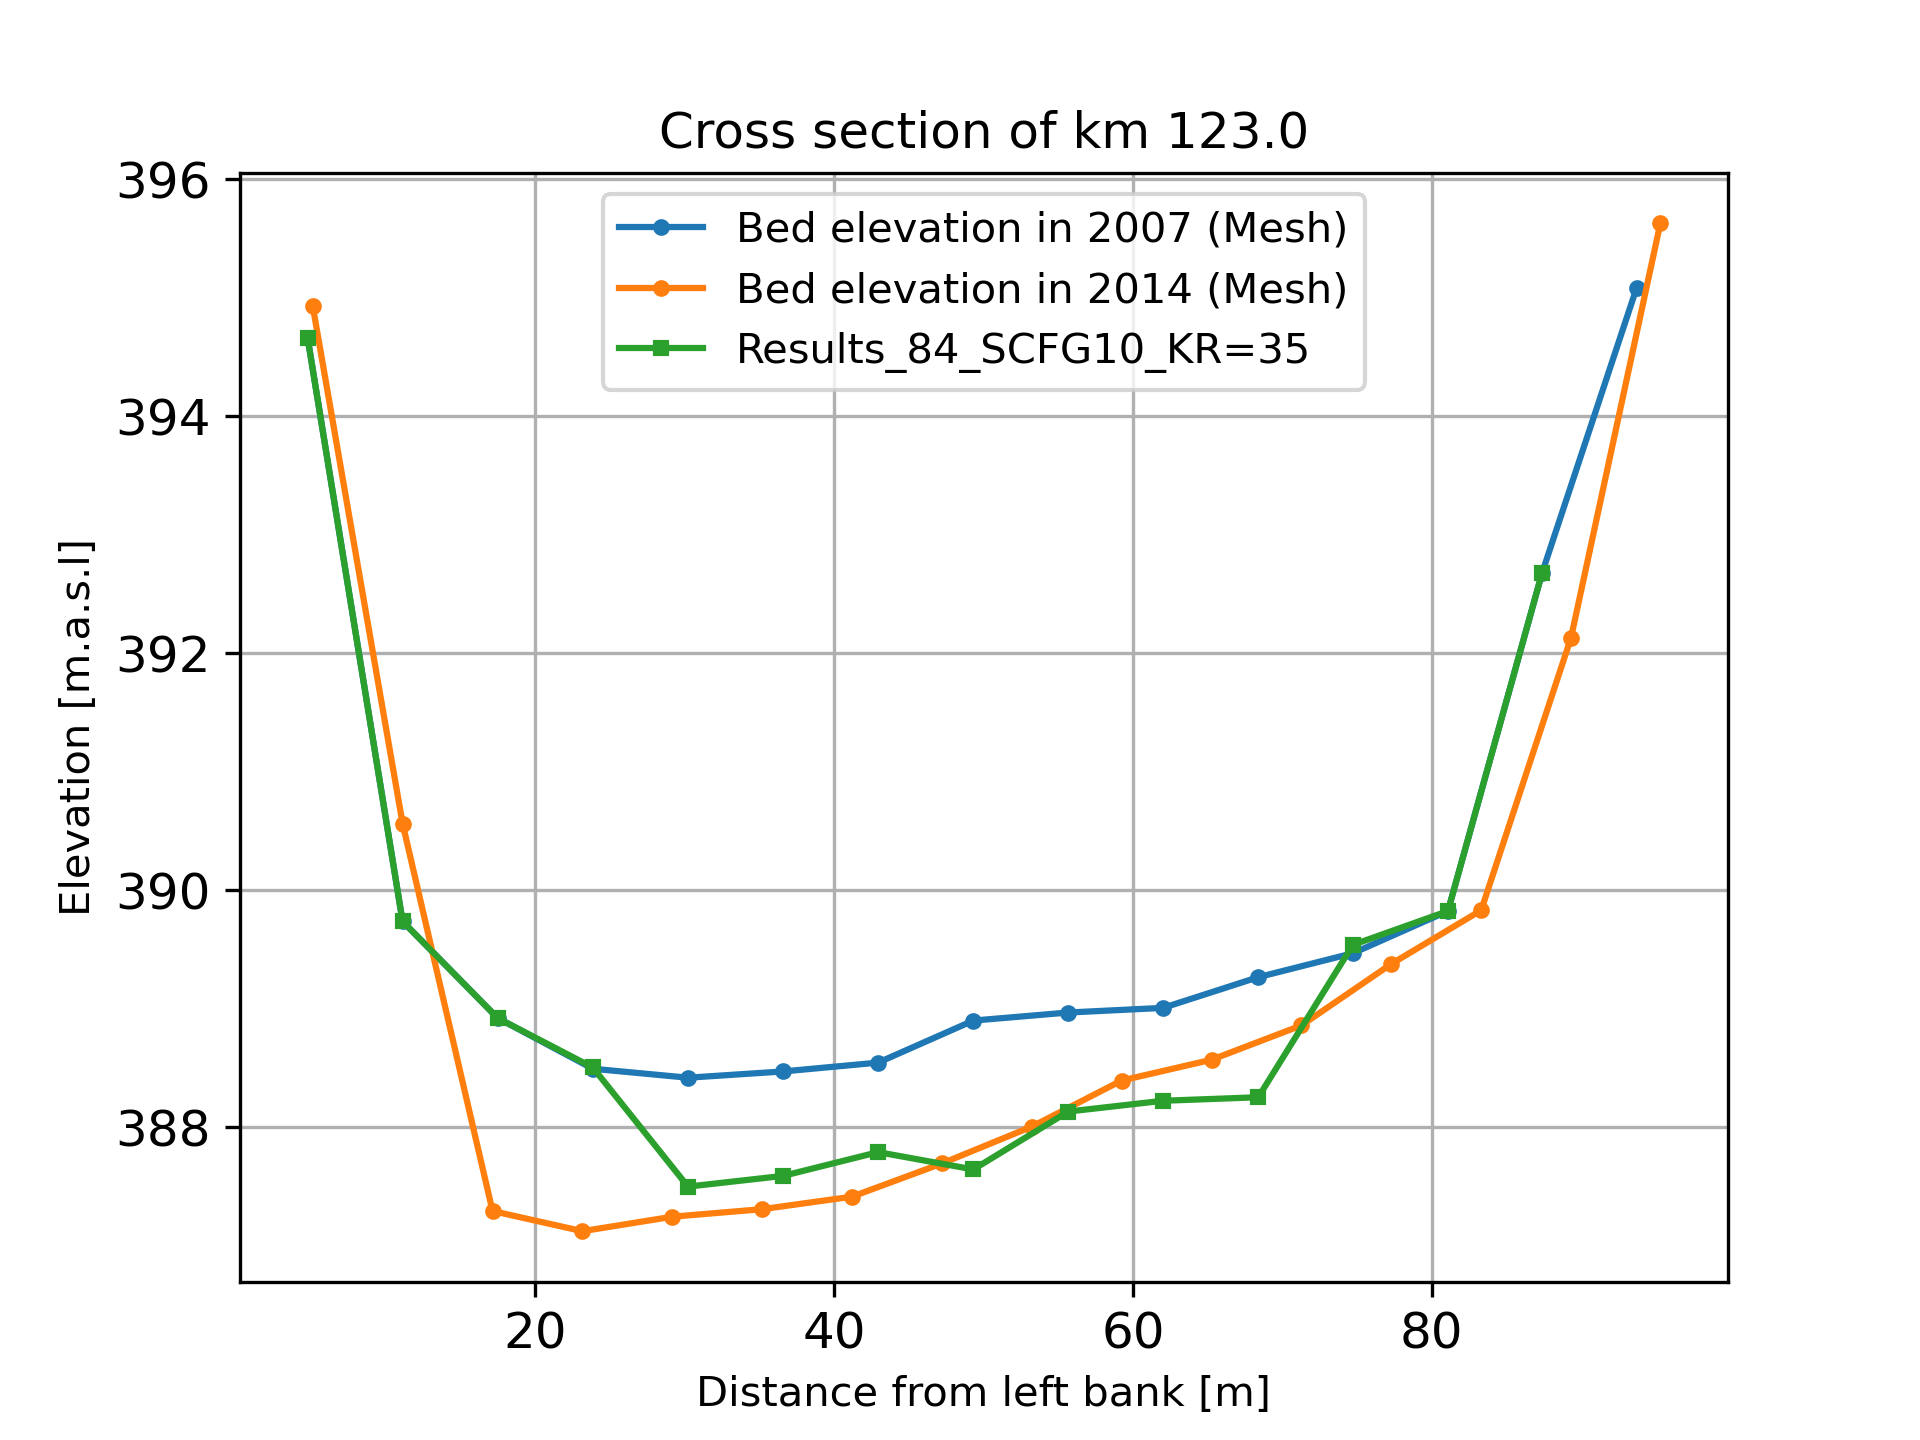 Cross section of km 123.0
396
394
392
390
388
Elevation [m.a.s.l]
Bed elevation in 2007 (Mesh)
Bed elevation in 2014 (Mesh)
Results_84_SCFG10_KR=35
20 40 60 80
Distance from left bank [m]